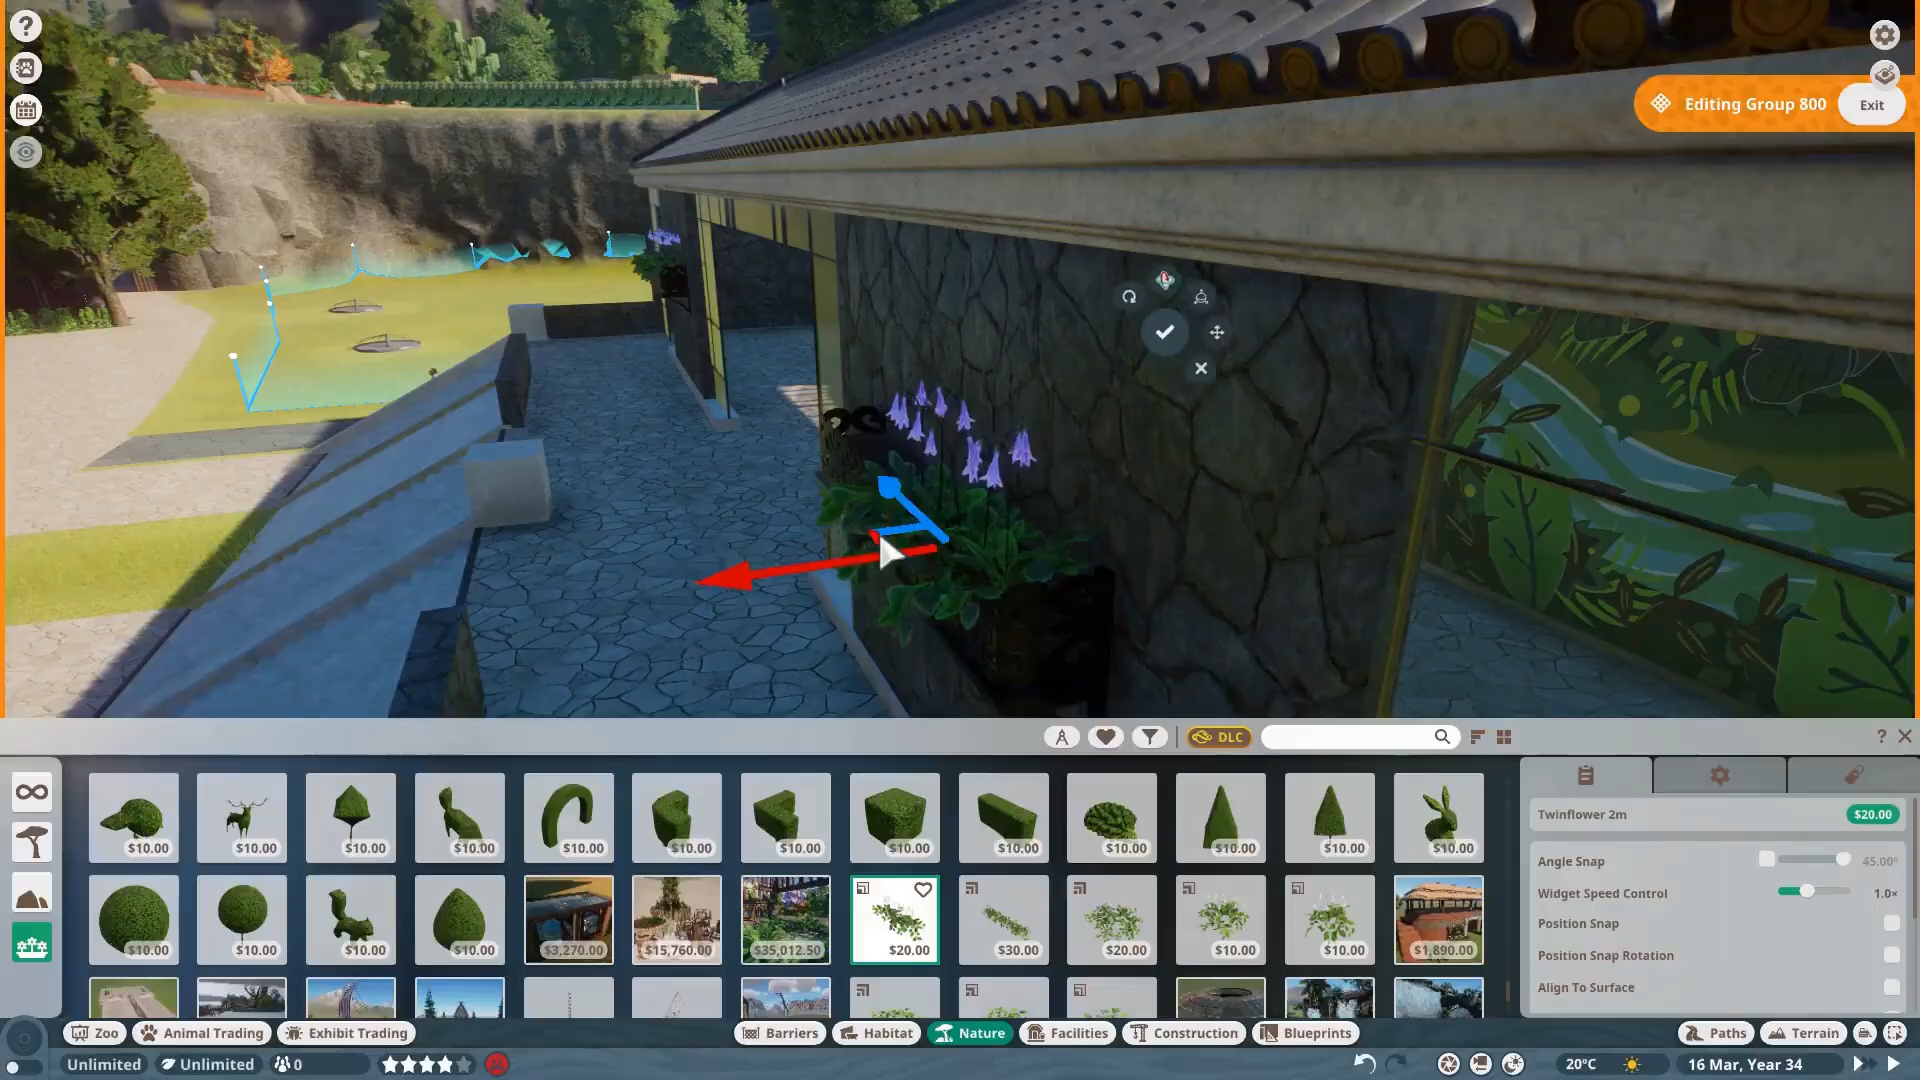 Editing Group 800
Exit
DLC
$10.00 $10.00 $10.00 $10.00 $10.00 $10.00 $10.00 $10.00 $10.00 $10.00 $10.00 $10.00 $10.00
$10.00 $10.00 $10.00 $10.00 $3,270.00 $15,760.00 $35,012.50 $20.00 $30.00 $20.00 $10.00 $10.00 $1,890.00
Twinflower 2m $20.00
Angle Snap 45.00°
Widget Speed Control 1.0×
Position Snap
Position Snap Rotation
Align To Surface
Zoo Animal Trading Exhibit Trading Barriers Habitat Nature Facilities Construction Blueprints Paths Terrain
Unlimited Unlimited 0 20°C 16 Mar, Year 34